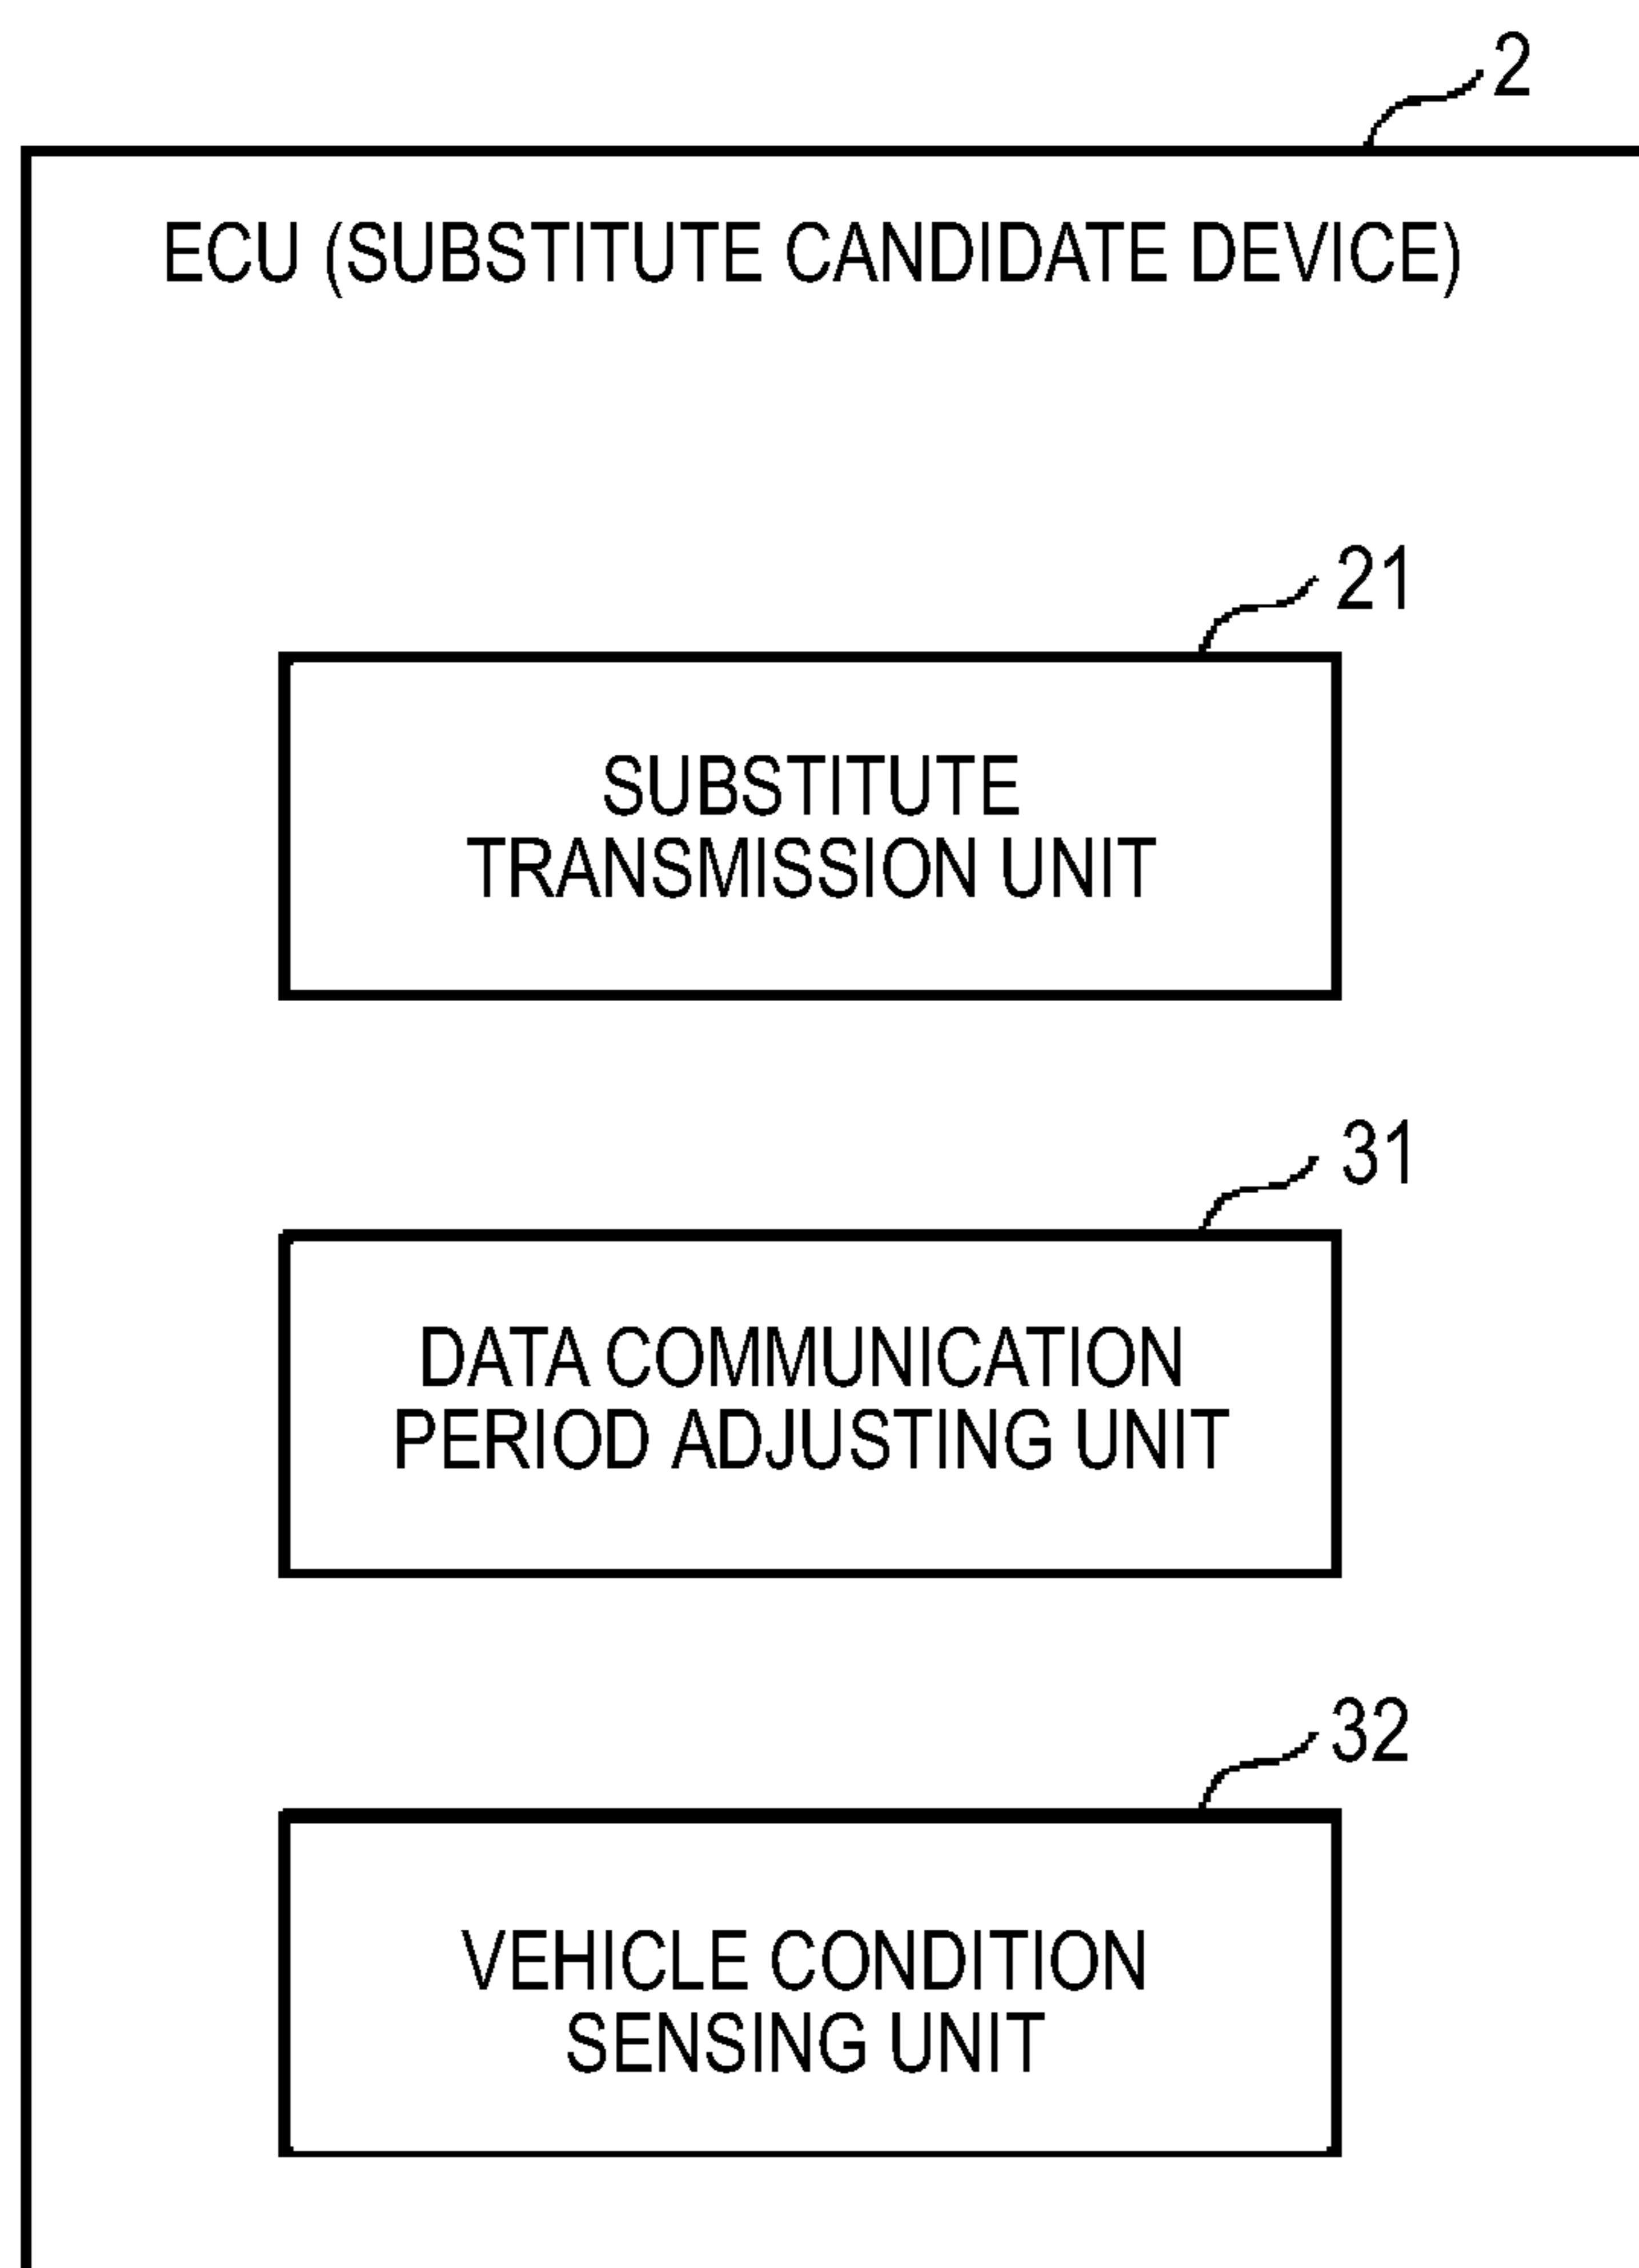 2
ECU (SUBSTITUTE CANDIDATE DEVICE)
21
SUBSTITUTE
TRANSMISSION UNIT
31
DATA COMMUNICATION
PERIOD ADJUSTING UNIT
32
VEHICLE CONDITION
SENSING UNIT